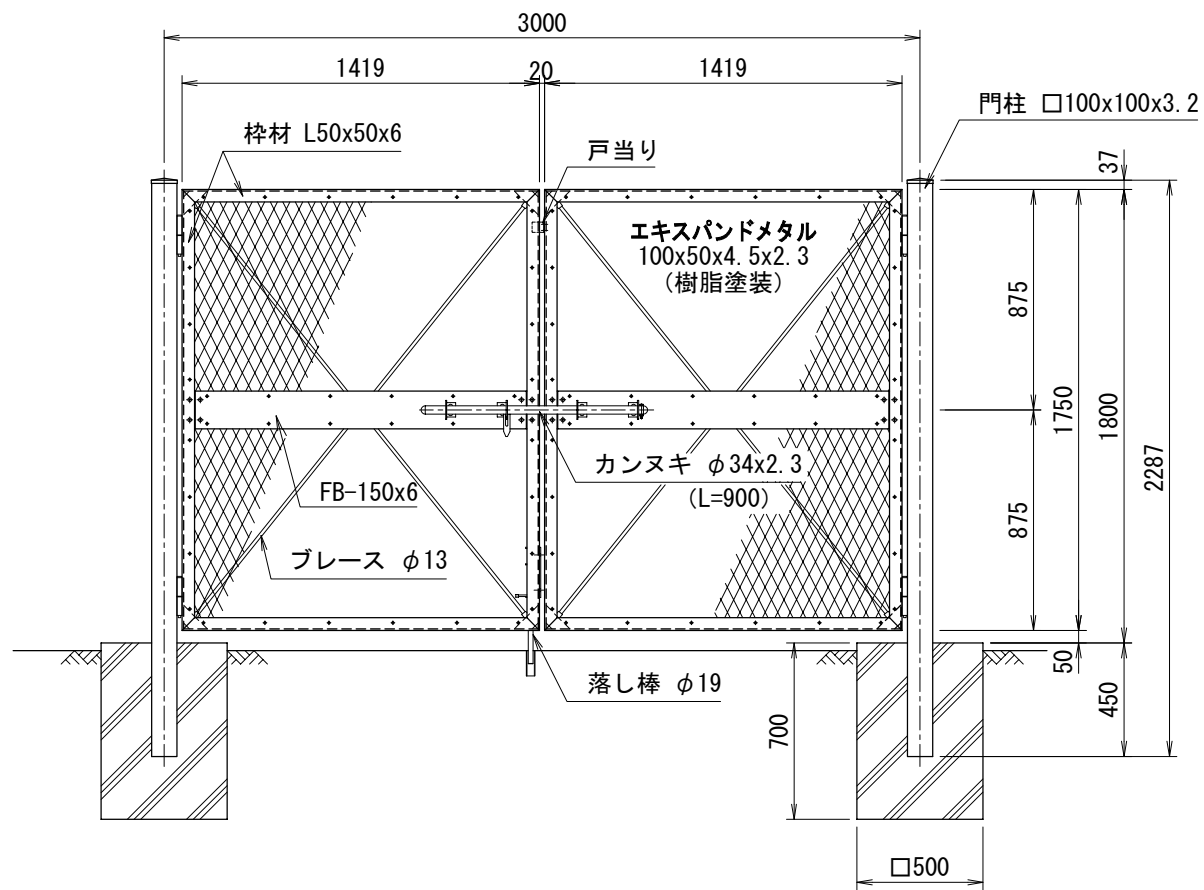 3000
1419
20
1419
門柱 □100x100x3.2
枠材 L50x50x6
戸当り
37
エキスパンドメタル
100x50x4.5x2.3
(樹脂塗装)
875
1750
1800
2287
カンヌキ φ34x2.3
(L=900)
FB-150x6
875
ブレース φ13
50
落し棒 φ19
700
450
□500